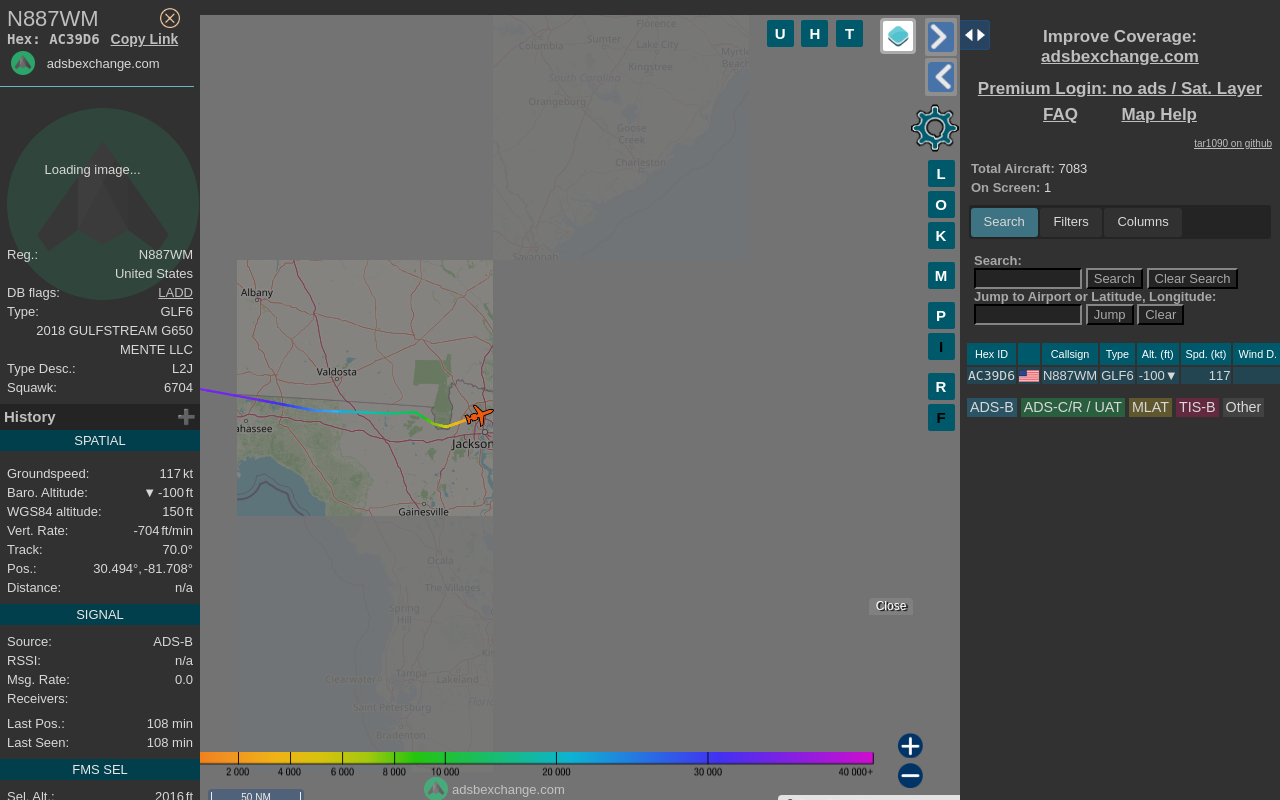 N887WM
Hex: AC39D6 Copy Link
adsbexchange.com
Loading image...
Reg.: N887WM
United States
DB flags: LADD
Type: GLF6
2018 GULFSTREAM G650
MENTE LLC
Type Desc.: L2J
Squawk: 6704
History
SPATIAL
Groundspeed: 117 kt
Baro. Altitude: ▼ -100 ft
WGS84 altitude: 150 ft
Vert. Rate: -704 ft/min
Track: 70.0°
Pos.: 30.494°, -81.708°
Distance: n/a
SIGNAL
Source: ADS-B
RSSI: n/a
Msg. Rate: 0.0
Receivers:
Last Pos.: 108 min
Last Seen: 108 min
FMS SEL
Sel. Alt.: 2016 ft
U H T
L
O
K
M
P
I
R
F
Florence
Columbia
Sumter
Lake City
Myrtle
Beach
Kingstree
South Carolina
Orangeburg
Goose
Creek
Charleston
Savannah
Albany
Valdosta
ahassee
Jackson
Gainesville
Ocala
The Villages
Spring
Hill
Tampa
Clearwater
Lakeland
Saint Petersburg
Bradenton
Close
2 000 4 000 6 000 8 000 10 000 20 000 30 000 40 000+
adsbexchange.com
50 NM
Improve Coverage:
adsbexchange.com
Premium Login: no ads / Sat. Layer
FAQ Map Help
tar1090 on github
Total Aircraft: 7083
On Screen: 1
Search Filters Columns
Search:
Search Clear Search
Jump to Airport or Latitude, Longitude:
Jump Clear
Hex ID Callsign Type Alt. (ft) Spd. (kt) Wind D.
AC39D6 N887WM GLF6 -100▼ 117
ADS-B ADS-C/R / UAT MLAT TIS-B Other